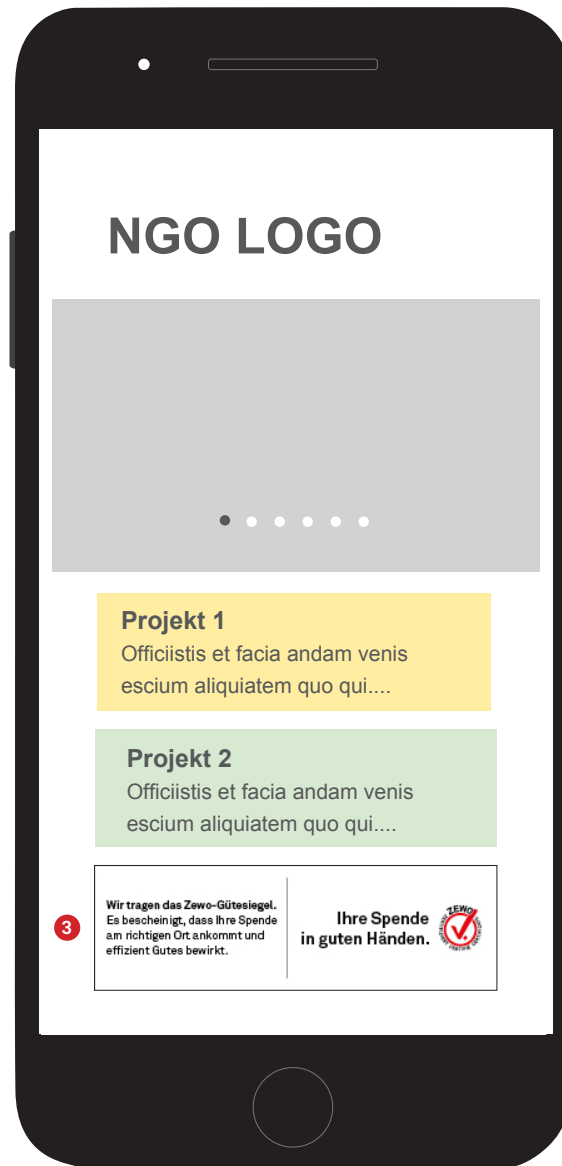 NGO LOGO
Projekt 1
Officiistis et facia andam venis
escium aliquiatem quo qui....
Projekt 2
Officiistis et facia andam venis
escium aliquiatem quo qui....
3
Wir tragen das Zewo-Gütesiegel.
Es bescheinigt, dass Ihre Spende
am richtigen Ort ankommt und
effizient Gutes bewirkt.
Ihre Spende
in guten Händen.
ZEWO